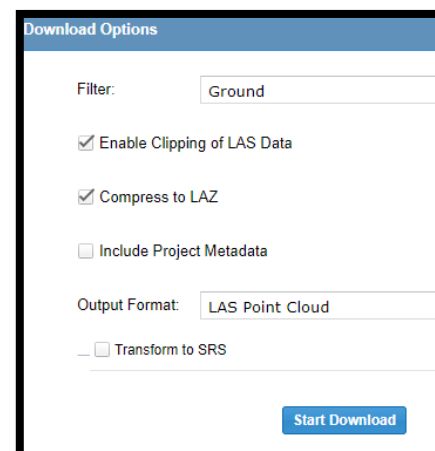 Download Options
Filter: Ground
Enable Clipping of LAS Data
Compress to LAZ
Include Project Metadata
Output Format: LAS Point Cloud
Transform to SRS
Start Download